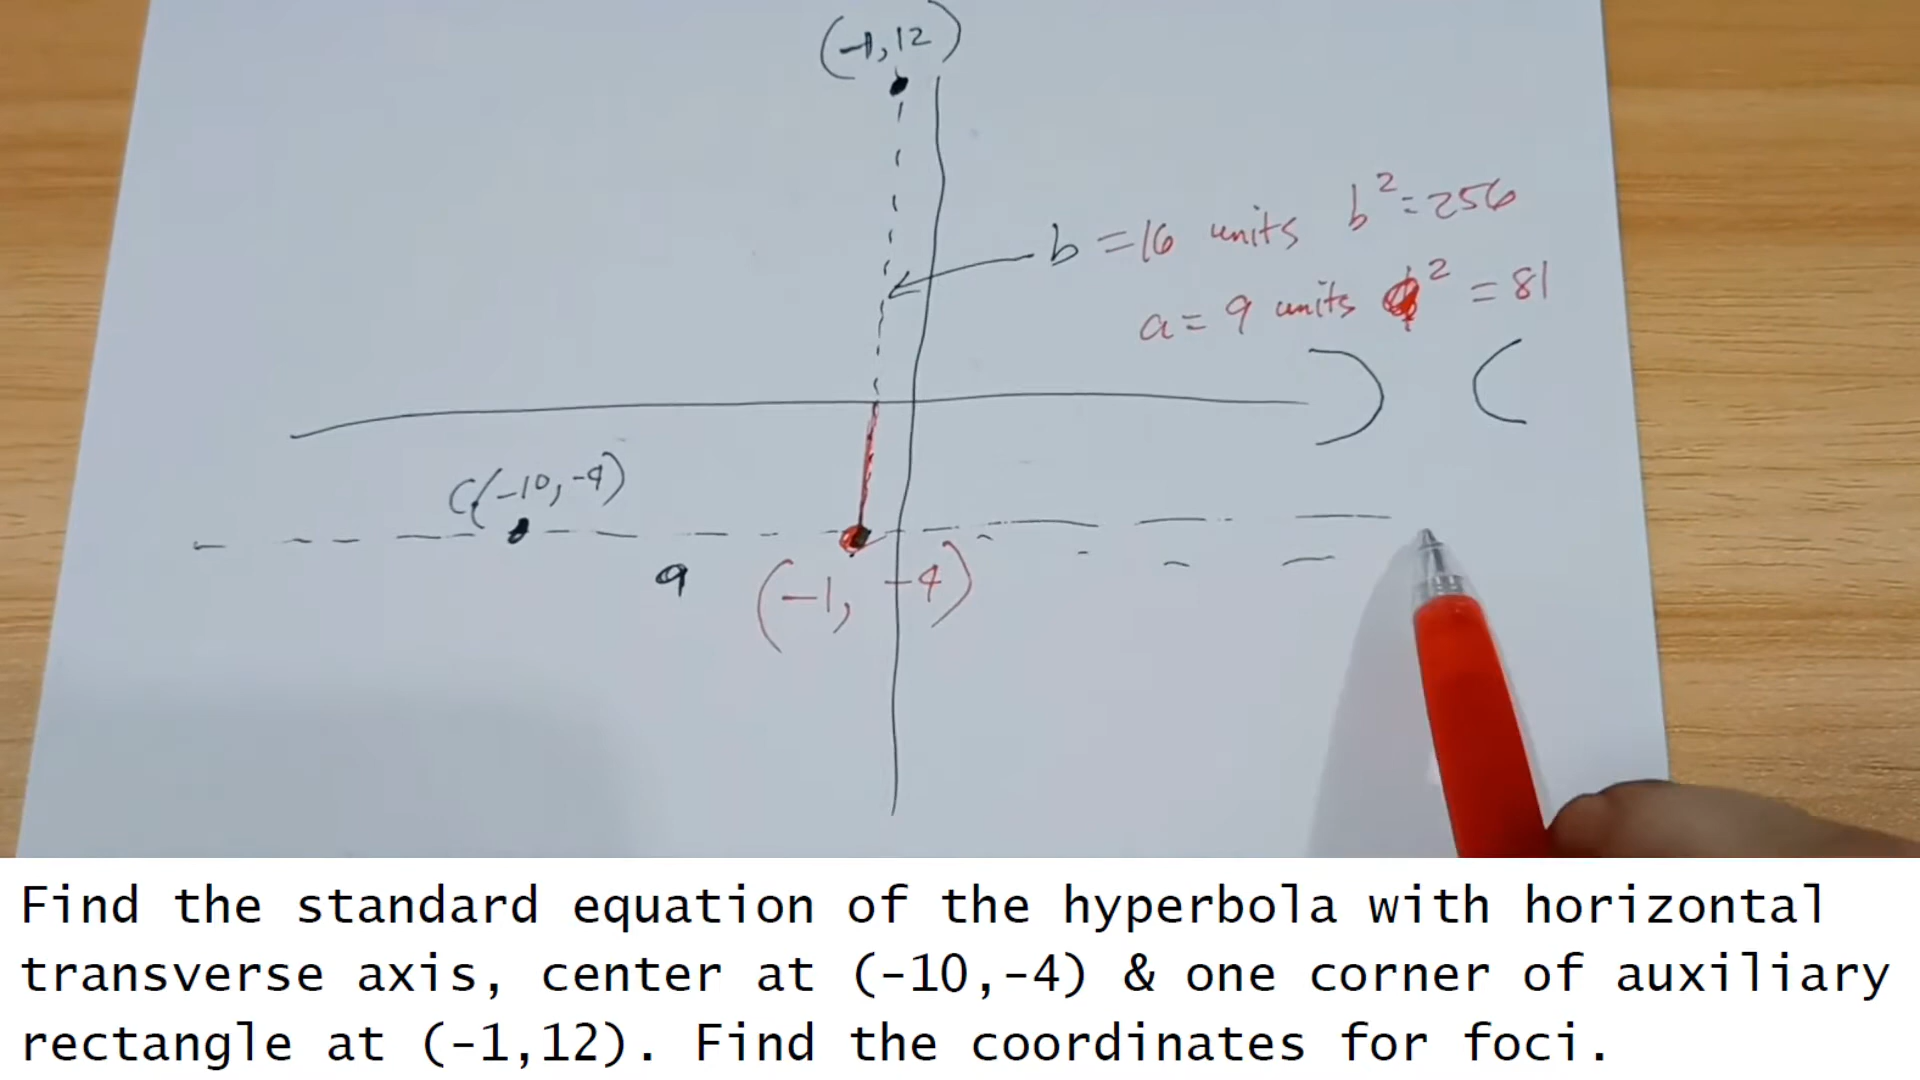 (-1, 12)
b = 16 units b² = 256
a = 9 units ² = 81
C(-10, -4)
9
(-1, -4)
Find the standard equation of the hyperbola with horizontal
transverse axis, center at (-10,-4) & one corner of auxiliary
rectangle at (-1,12). Find the coordinates for foci.